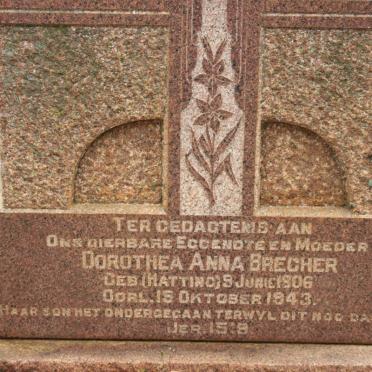 TER GEDAGTENIS AAN
ONS DIERBARE EGGENOTE EN MOEDER
DOROTHEA ANNA BRECHER
GEB (HATTING) 9 JUNIE 1906
OORL. 15 OKTOBER 1943.
HAAR SON HET ONDERGEGAAN TERWYL DIT NOG DA
JER. 15:9